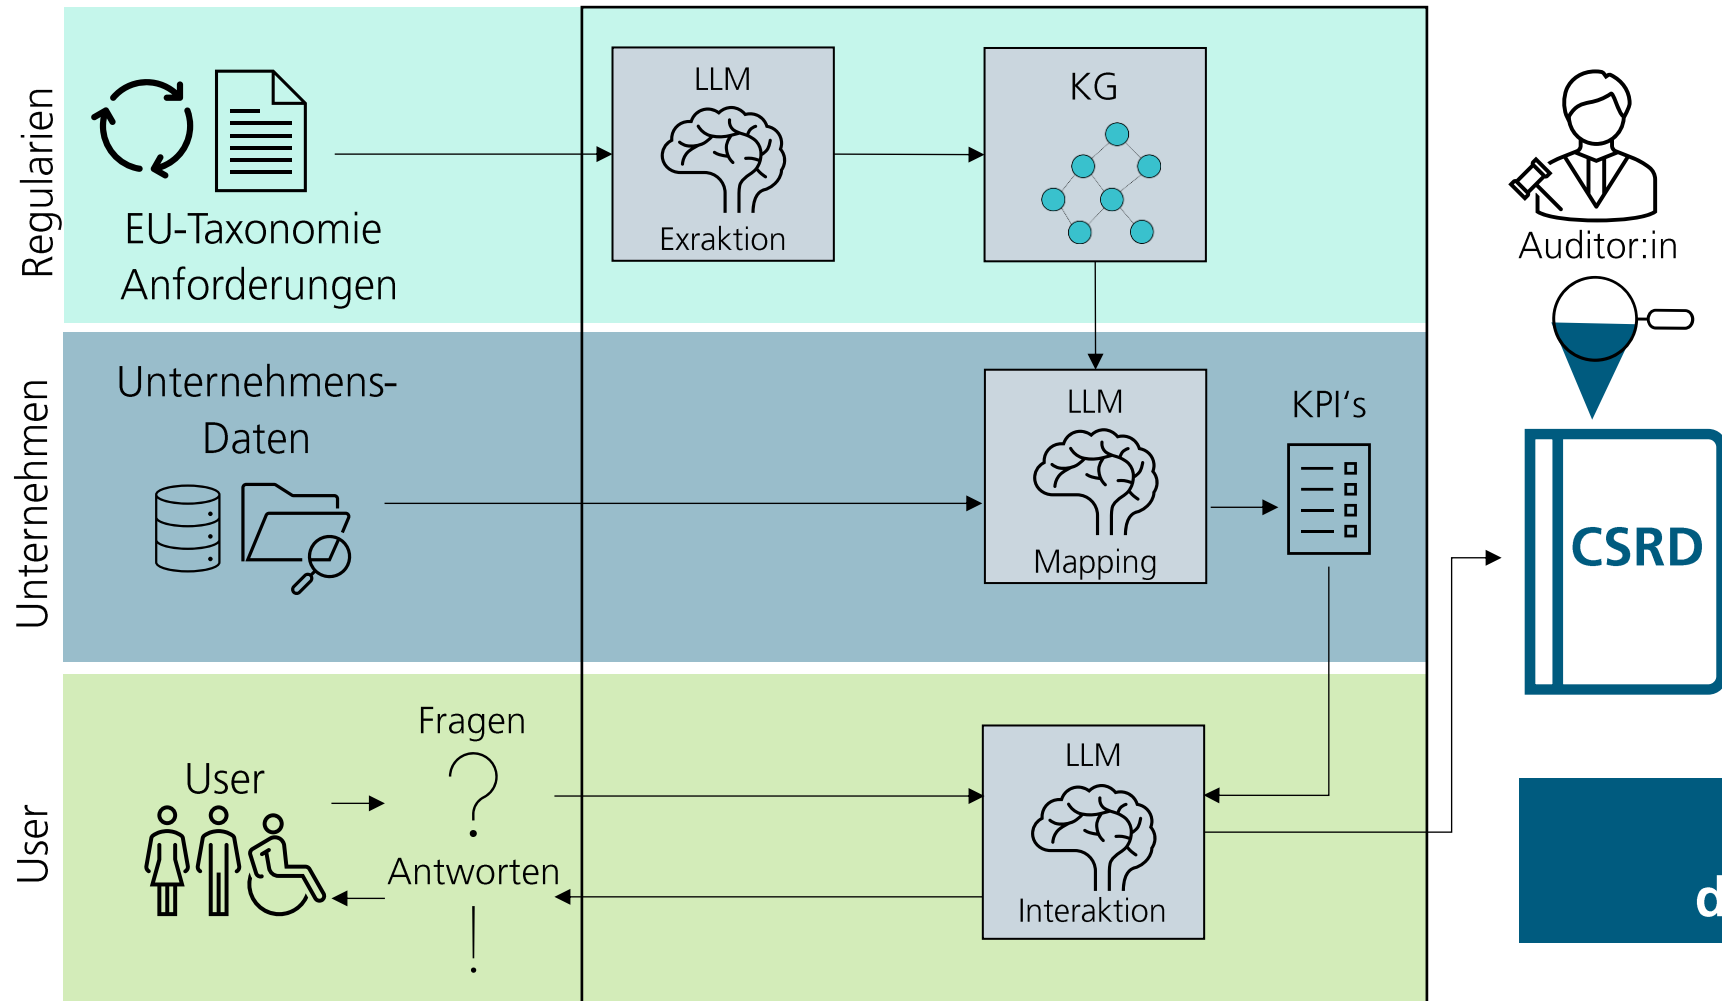 Regularien
EU-Taxonomie
Anforderungen
LLM
Exraktion
KG
Auditor:in
Unternehmen
Unternehmens-
Daten
LLM
Mapping
KPI‘s
CSRD
User
User
Fragen
?
Antworten
!
LLM
Interaktion
d